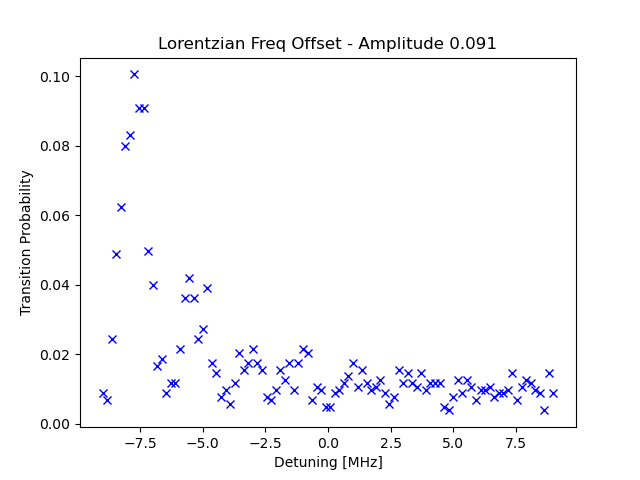 Lorentzian Freq Offset - Amplitude 0.091
0.10
0.08
0.06
0.04
0.02
0.00
Transition Probability
−7.5 −5.0 −2.5 0.0 2.5 5.0 7.5
Detuning [MHz]